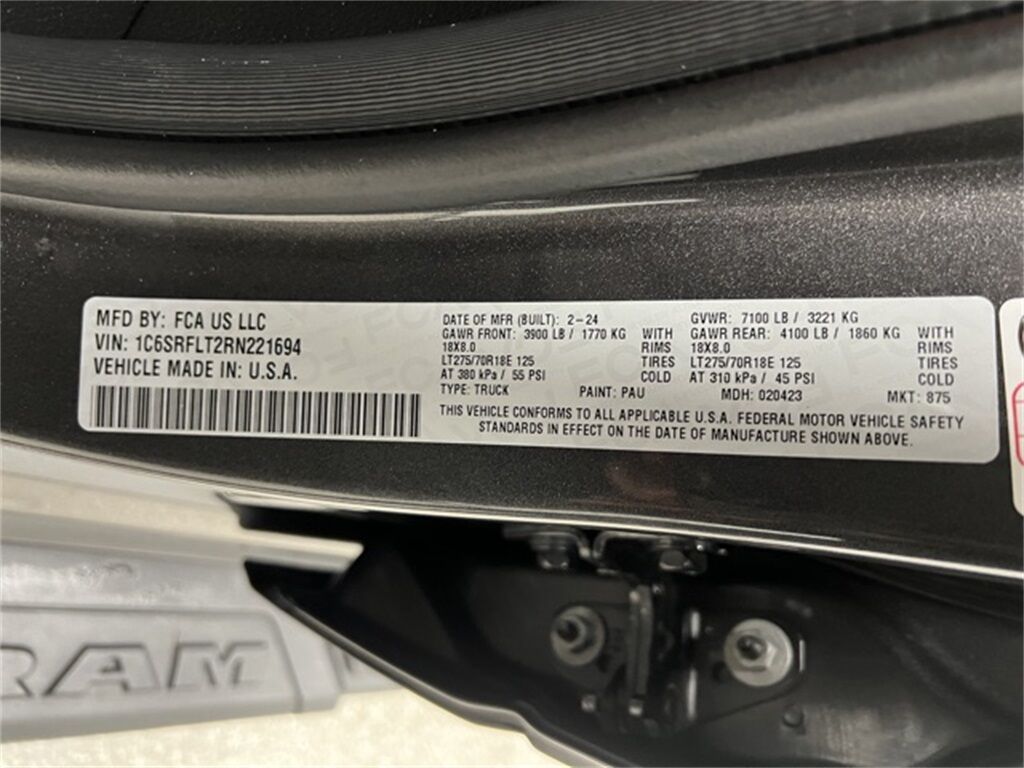 MFD BY: FCA US LLC
VIN: 1C6SRFLT2RN221694
VEHICLE MADE IN: U.S.A.
DATE OF MFR (BUILT): 2-24 GVWR: 7100 LB / 3221 KG
GAWR FRONT: 3900 LB / 1770 KG WITH GAWR REAR: 4100 LB / 1860 KG WITH
18X8.0 RIMS 18X8.0 RIMS
LT275/70R18E 125 TIRES LT275/70R18E 125 TIRES
AT 380 kPa / 55 PSI COLD AT 310 kPa / 45 PSI COLD
TYPE: TRUCK PAINT: PAU MDH: 020423 MKT: 875
THIS VEHICLE CONFORMS TO ALL APPLICABLE U.S.A. FEDERAL MOTOR VEHICLE SAFETY
STANDARDS IN EFFECT ON THE DATE OF MANUFACTURE SHOWN ABOVE.
RAM